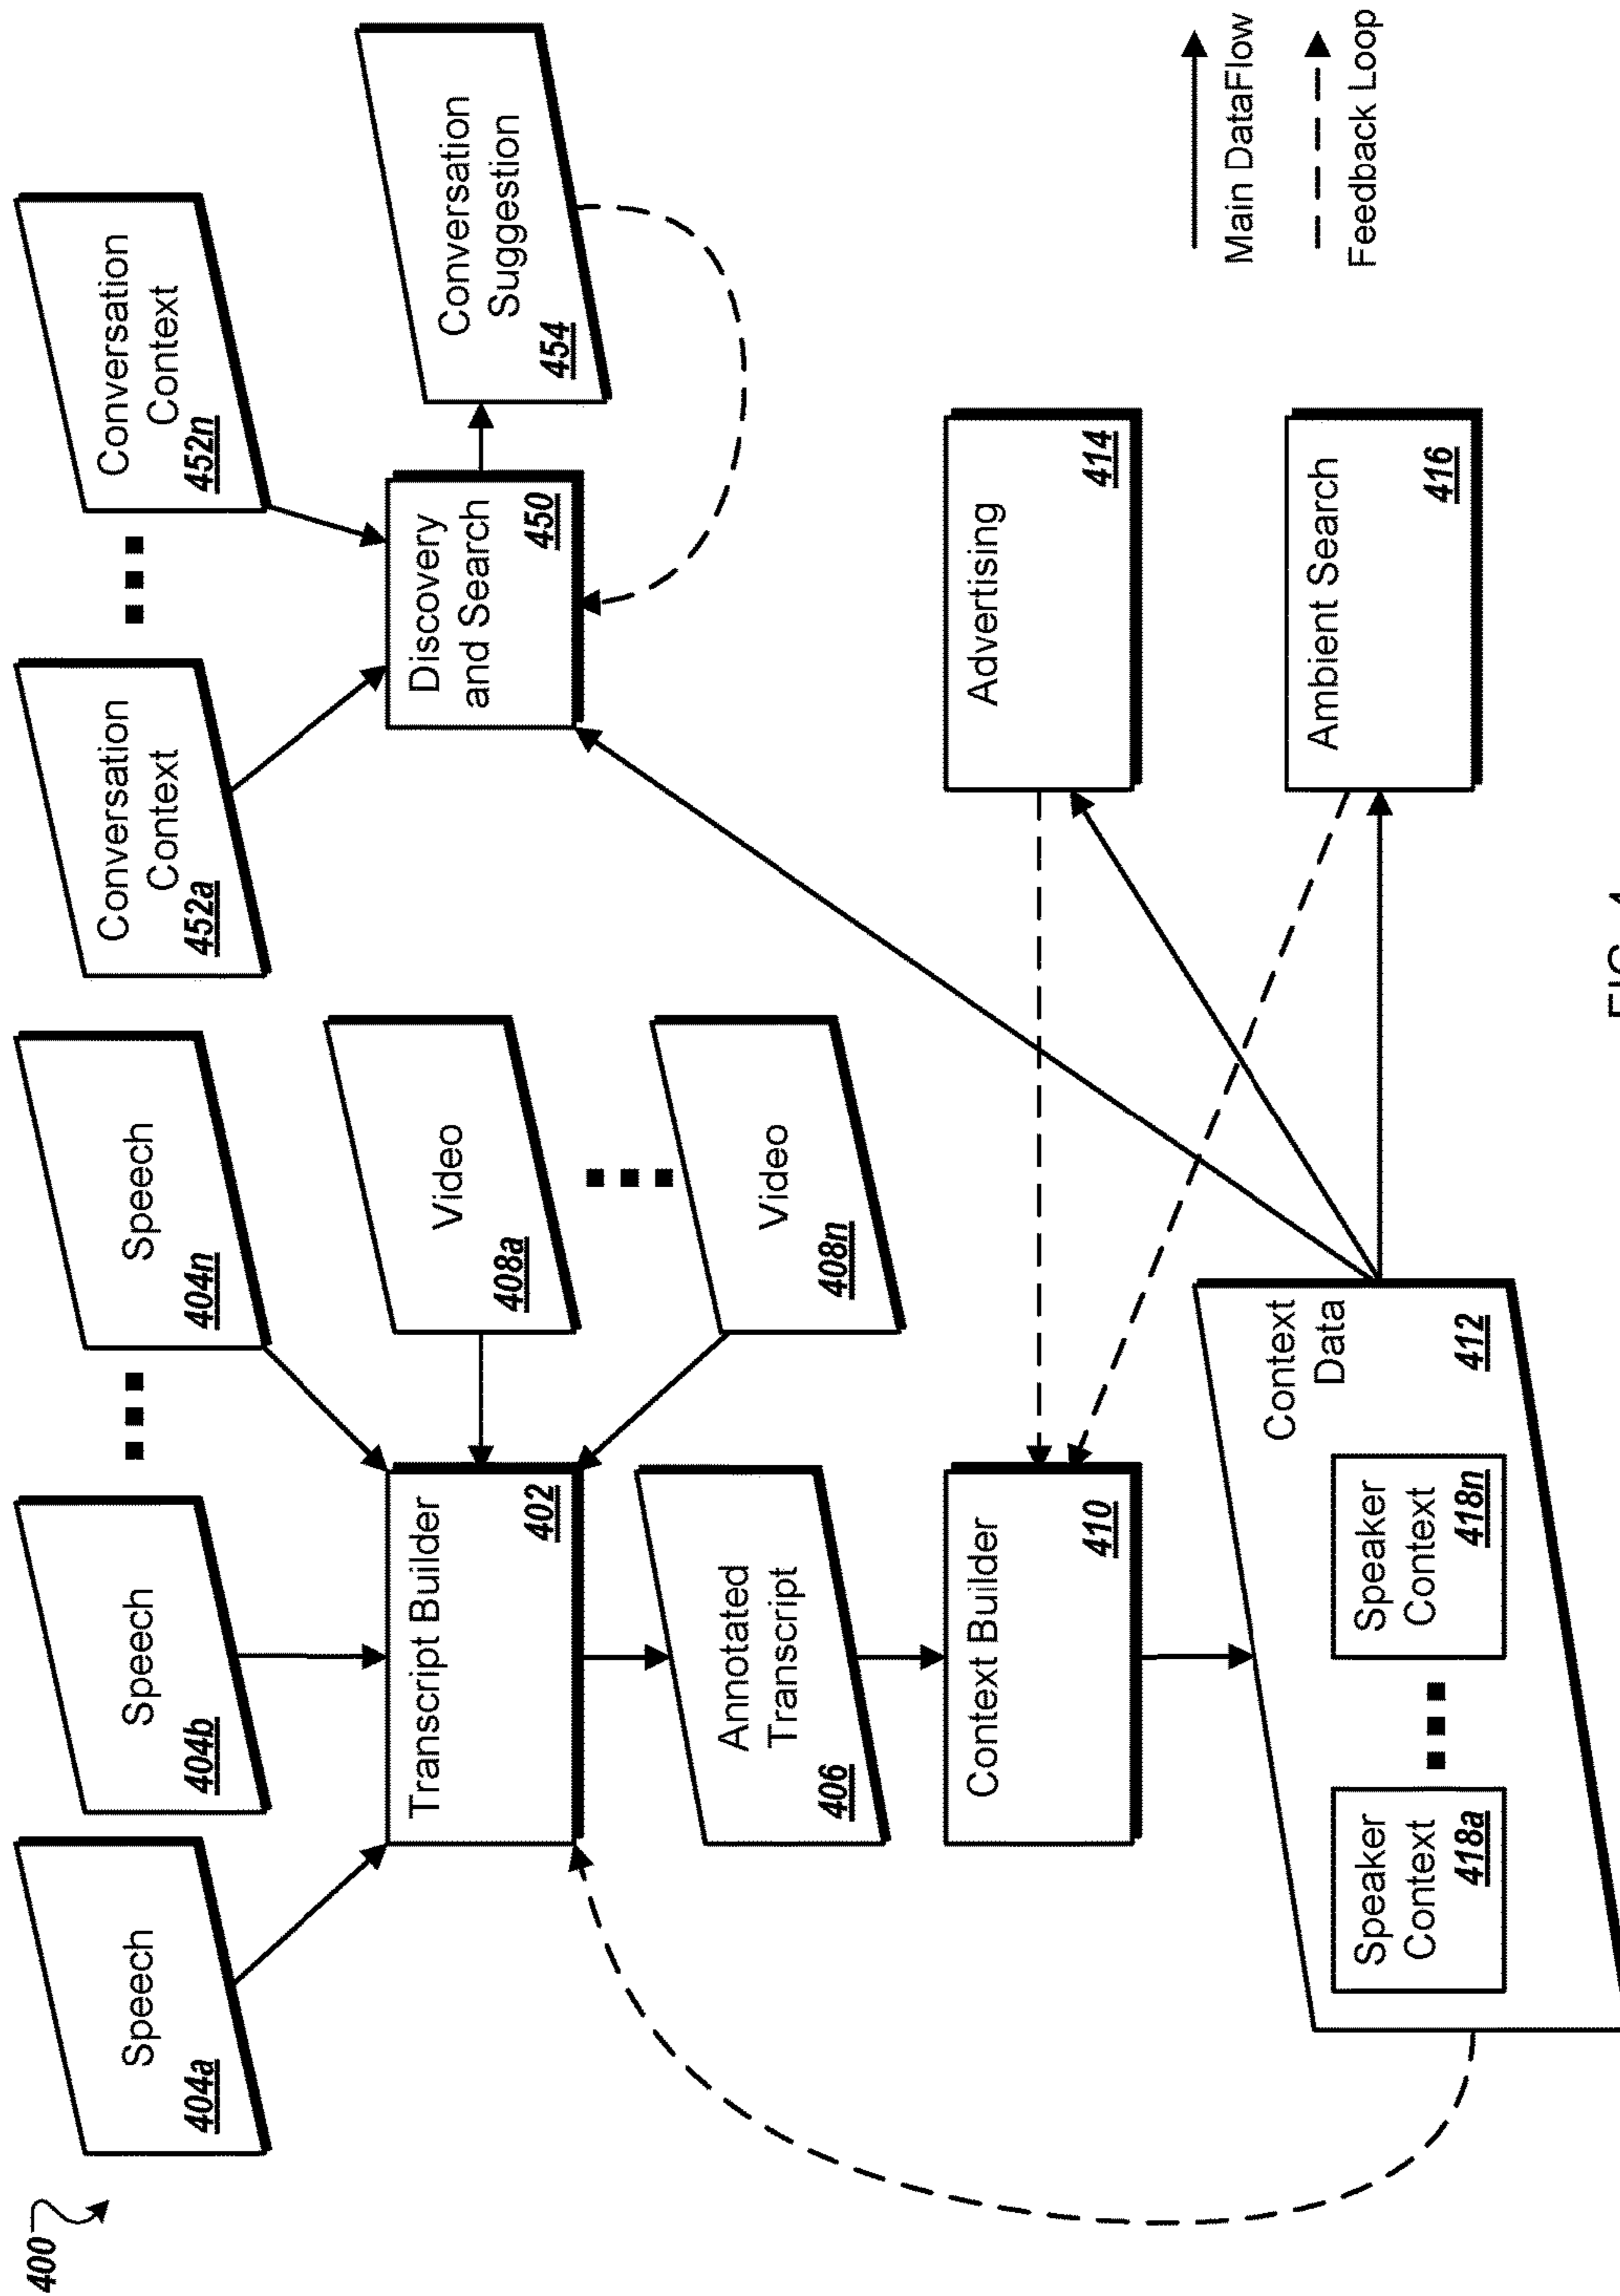 400
Speech
404a
Speech
404b
Speech
404n
Conversation
Context
452a
Conversation
Context
452n
Transcript Builder
402
Video
408a
Video
408n
Discovery
and Search
450
Conversation
Suggestion
454
Annotated
Transcript
406
Context Builder
410
Advertising
414
Context
Data
412
Speaker
Context
418a
Speaker
Context
418n
Ambient Search
416
Main DataFlow
Feedback Loop